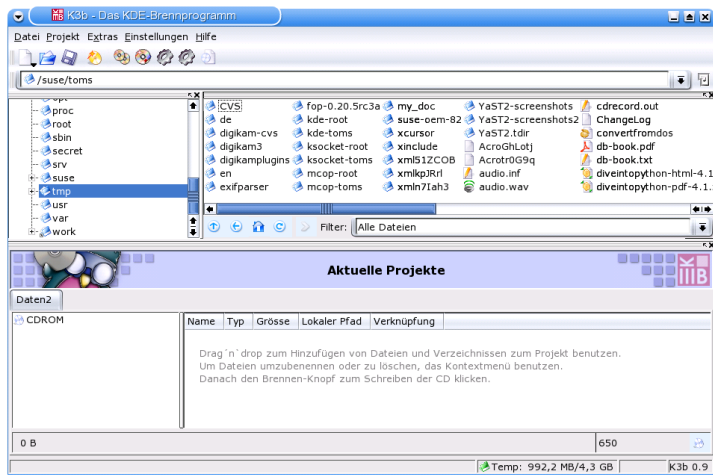 K3b - Das KDE-Brennprogramm
Datei Projekt Extras Einstellungen Hilfe
/suse/toms
proc
root
sbin
secret
srv
suse
tmp
usr
var
work
CVS
de
digikam-cvs
digikam3
digikamplugins
en
exifparser
fop-0.20.5rc3a
kde-root
kde-toms
ksocket-root
ksocket-toms
mcop-root
mcop-toms
my_doc
suse-oem-82
xcursor
xinclude
xml51ZCOB
xmlkpJRrl
xmln7Iah3
YaST2-screenshots
YaST2-screenshots2
YaST2.tdir
AcroGhLotj
Acrotr0G9q
audio.inf
audio.wav
cdrecord.out
ChangeLog
convertfromdos
db-book.pdf
db-book.txt
diveintopython-html-4.1
diveintopython-pdf-4.1.
Filter: Alle Dateien
Aktuelle Projekte
K3B
Daten2
CDROM
Name Typ Grösse Lokaler Pfad Verknüpfung
Drag`n`drop zum Hinzufügen von Dateien und Verzeichnissen zum Projekt benutzen.
Um Dateien umzubenennen oder zu löschen, das Kontextmenü benutzen.
Danach den Brennen-Knopf zum Schreiben der CD klicken.
0 B
650
Temp: 992,2 MB/4,3 GB
K3b 0.9